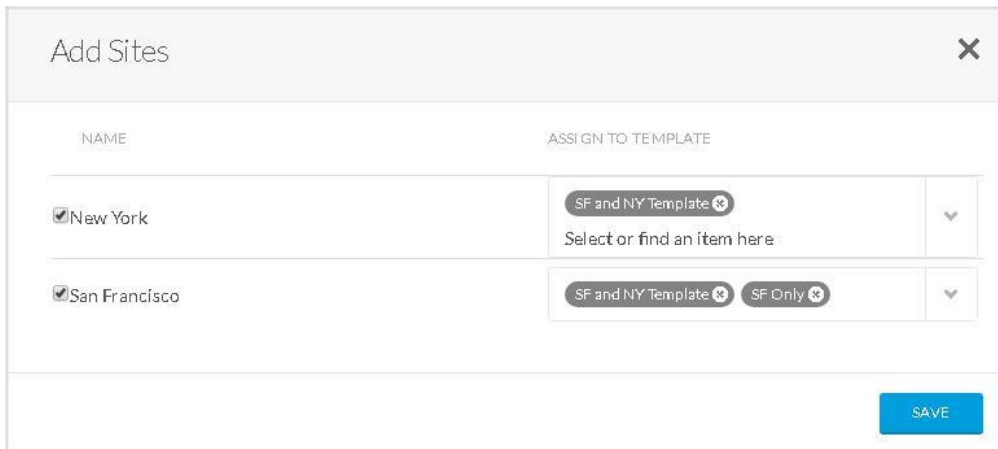 Add Sites
NAME ASSIGN TO TEMPLATE
New York SF and NY Template
Select or find an item here
San Francisco SF and NY Template SF Only
SAVE